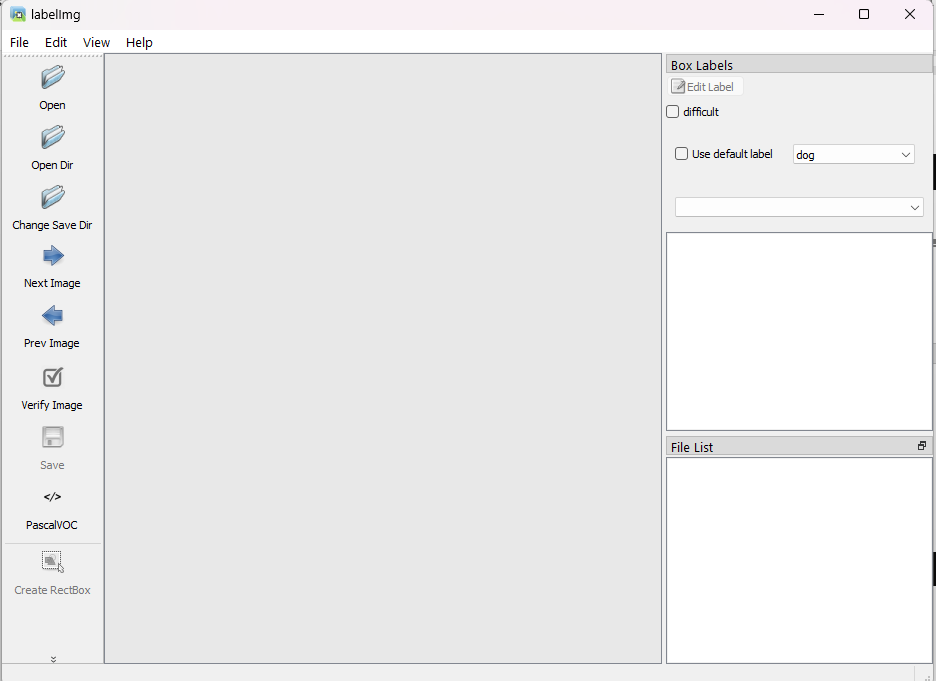 labelImg
File Edit View Help
Open
Open Dir
Change Save Dir
Next Image
Prev Image
Verify Image
Save
</>
PascalVOC
Create RectBox
Box Labels
Edit Label
difficult
Use default label dog
File List